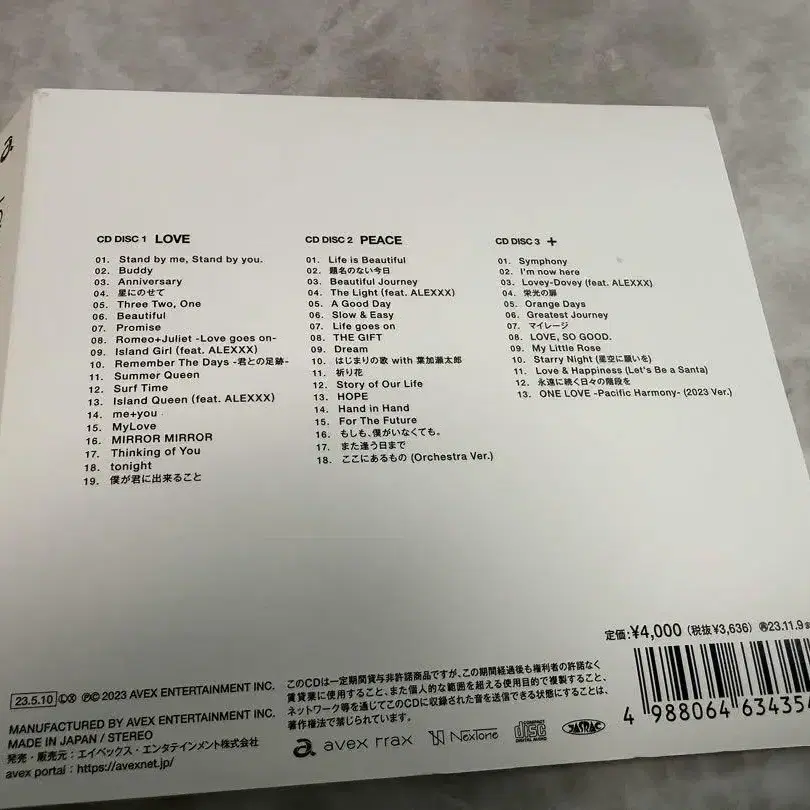 CD DISC 1 LOVE
01. Stand by me, Stand by you.
02. Buddy
03. Anniversary
04. 星にのせて
05. Three Two, One
06. Beautiful
07. Promise
08. Romeo+Juliet -Love goes on-
09. Island Girl (feat. ALEXXX)
10. Remember The Days -君との足跡-
11. Summer Queen
12. Surf Time
13. Island Queen (feat. ALEXXX)
14. me+you
15. MyLove
16. MIRROR MIRROR
17. Thinking of You
18. tonight
19. 僕が君に出来ること
CD DISC 2 PEACE
01. Life is Beautiful
02. 題名のない今日
03. Beautiful Journey
04. The Light (feat. ALEXXX)
05. A Good Day
06. Slow & Easy
07. Life goes on
08. THE GIFT
09. Dream
10. はじまりの歌 with 葉加瀬太郎
11. 祈り花
12. Story of Our Life
13. HOPE
14. Hand in Hand
15. For The Future
16. もしも、僕がいなくても。
17. また逢う日まで
18. ここにあるもの (Orchestra Ver.)
CD DISC 3 +
01. Symphony
02. I'm now here
03. Lovey-Dovey (feat. ALEXXX)
04. 栄光の扉
05. Orange Days
06. Greatest Journey
07. マイレージ
08. LOVE, SO GOOD.
09. My Little Rose
10. Starry Night (星空に願いを)
11. Love & Happiness (Let's Be a Santa)
12. 永遠に続く日々の階段を
13. ONE LOVE -Pacific Harmony- (2023 Ver.)
定価:¥4,000 (税抜¥3,636) 23.11.9ま
23.5.10 ℗© 2023 AVEX ENTERTAINMENT INC.
MANUFACTURED BY AVEX ENTERTAINMENT INC.
MADE IN JAPAN / STEREO
発売・販売元：エイベックス・エンタテインメント株式会社
avex portal : https://avexnet.jp/
このCDは一定期間貸与非許諾商品ですが、この期間経過後も権利者の許諾なく
賃貸業に使用すること、また個人的な範囲を超える使用目的で複製すること、
ネットワーク等を通じてこのCDに収録された音を送信できる状態にすることは、
著作権法で禁じられています。
a avex trax NexTone COMPACT disc DIGITAL AUDIO JASRAC
4 988064 634354